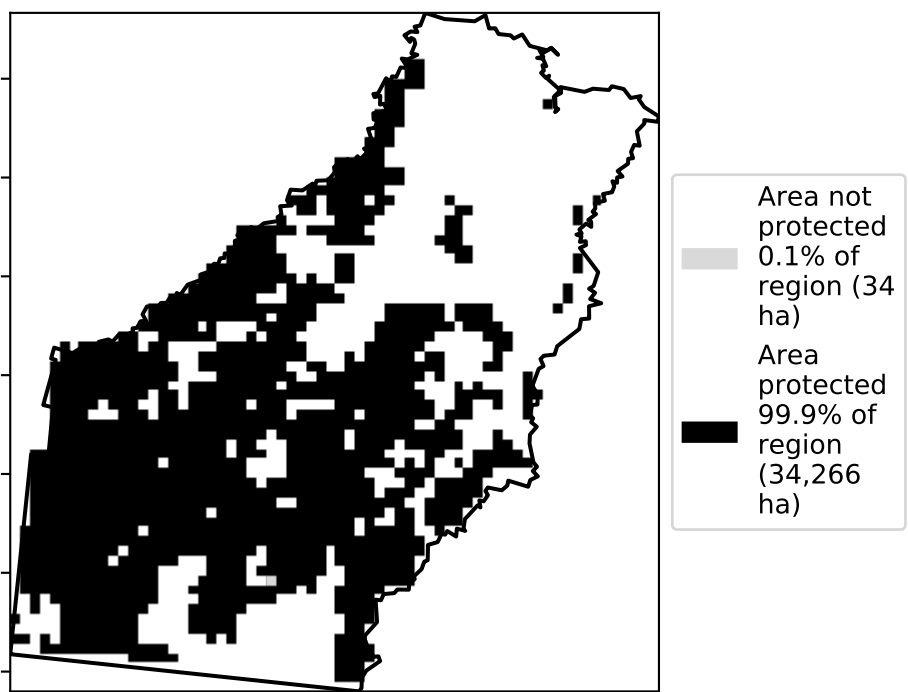 Area not
protected
0.1% of
region (34
ha)
Area
protected
99.9% of
region
(34,266
ha)